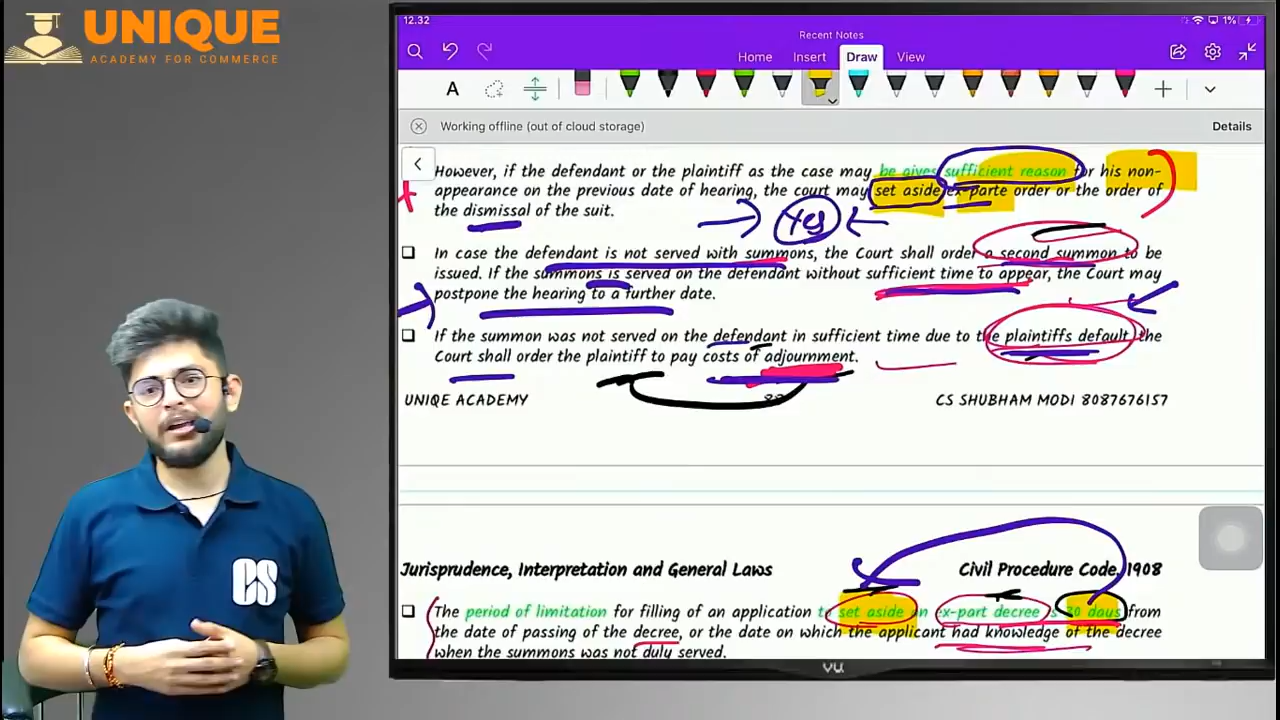 UNIQUE
ACADEMY FOR COMMERCE
12.32
1%
Recent Notes
Home Insert Draw View
A
Working offline (out of cloud storage)
Details
However, if the defendant or the plaintiff as the case may be gives sufficient reason for his non-
appearance on the previous date of hearing, the court may set aside ex-parte order or the order of
the dismissal of the suit.
Yes
In case the defendant is not served with summons, the Court shall order a second summon to be
issued. If the summons is served on the defendant without sufficient time to appear, the Court may
postpone the hearing to a further date.
If the summon was not served on the defendant in sufficient time due to the plaintiffs default the
Court shall order the plaintiff to pay costs of adjournment.
UNIQE ACADEMY
CS SHUBHAM MODI 8087676157
Jurisprudence, Interpretation and General Laws
Civil Procedure Code, 1908
The period of limitation for filling of an application to set aside an ex-part decree is 30 days from
the date of passing of the decree, or the date on which the applicant had knowledge of the decree
when the summons was not duly served.
CS
VU